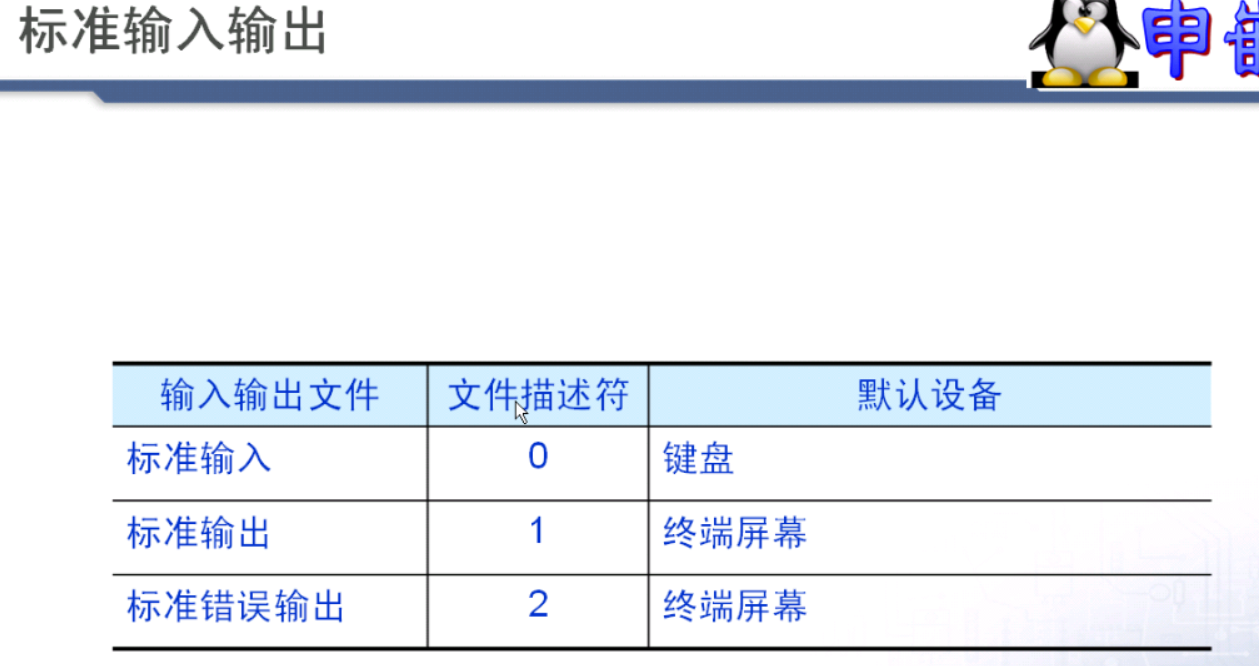 标准输入输出
申嵌
输入输出文件 文件描述符 默认设备
标准输入 0 键盘
标准输出 1 终端屏幕
标准错误输出 2 终端屏幕